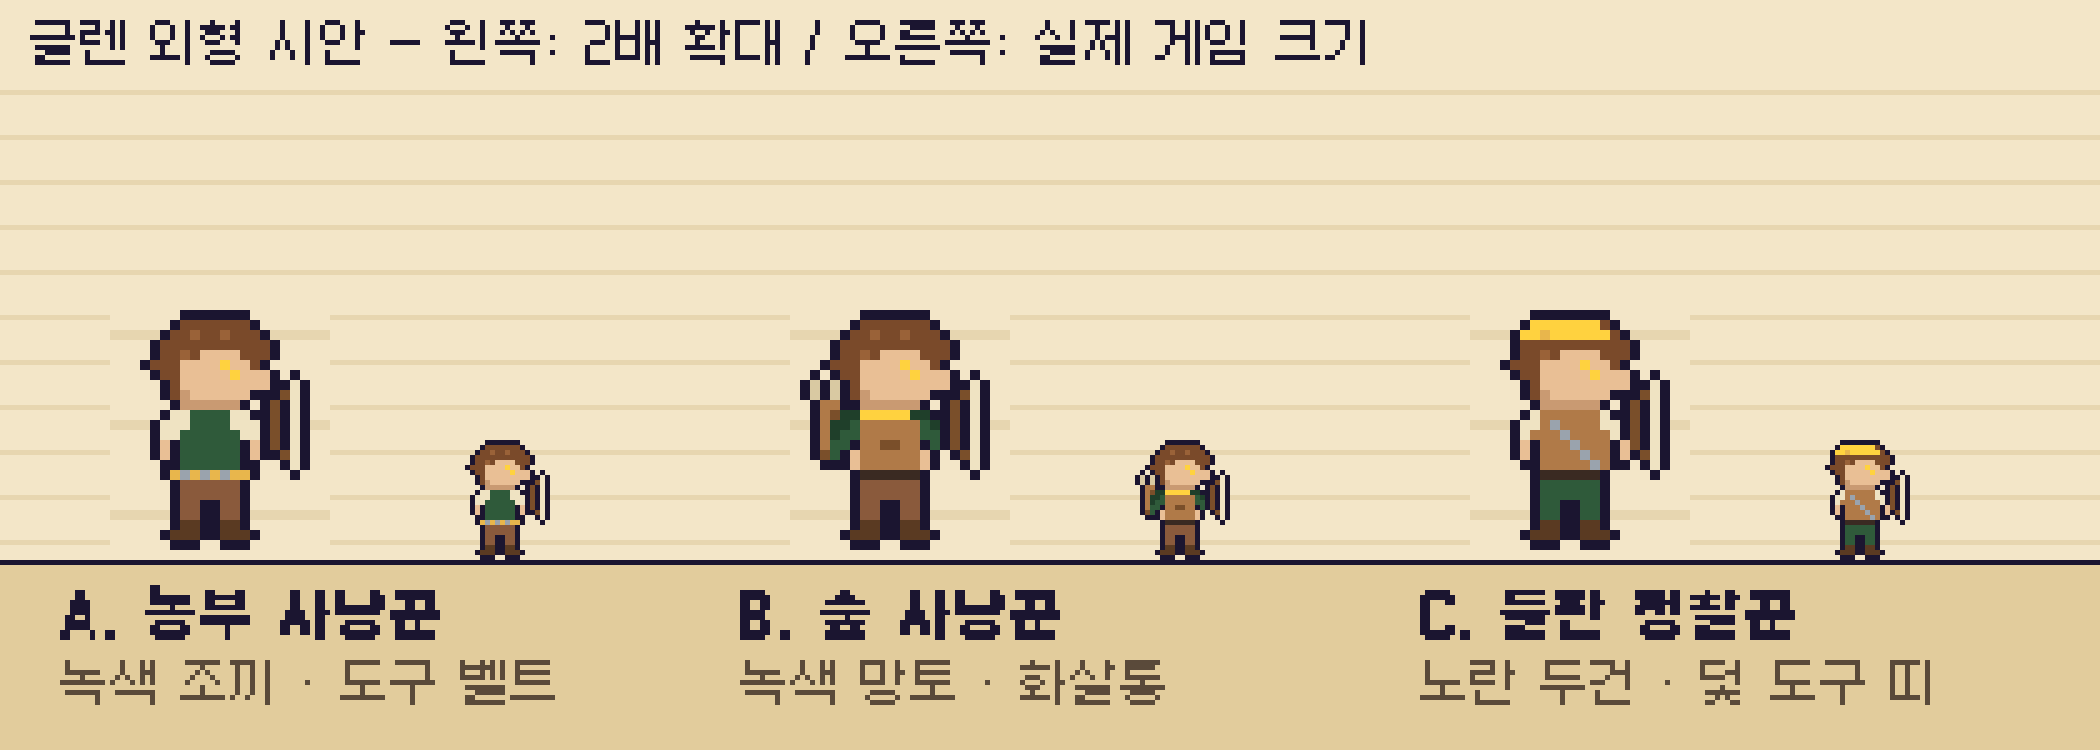 글렌 외형 시안 – 왼쪽: 2배 확대 / 오른쪽: 실제 게임 크기
A. 농부 사냥꾼
녹색 조끼 · 도구 벨트
B. 숲 사냥꾼
녹색 망토 · 화살통
C. 들판 정찰꾼
노란 두건 · 덫 도구 띠